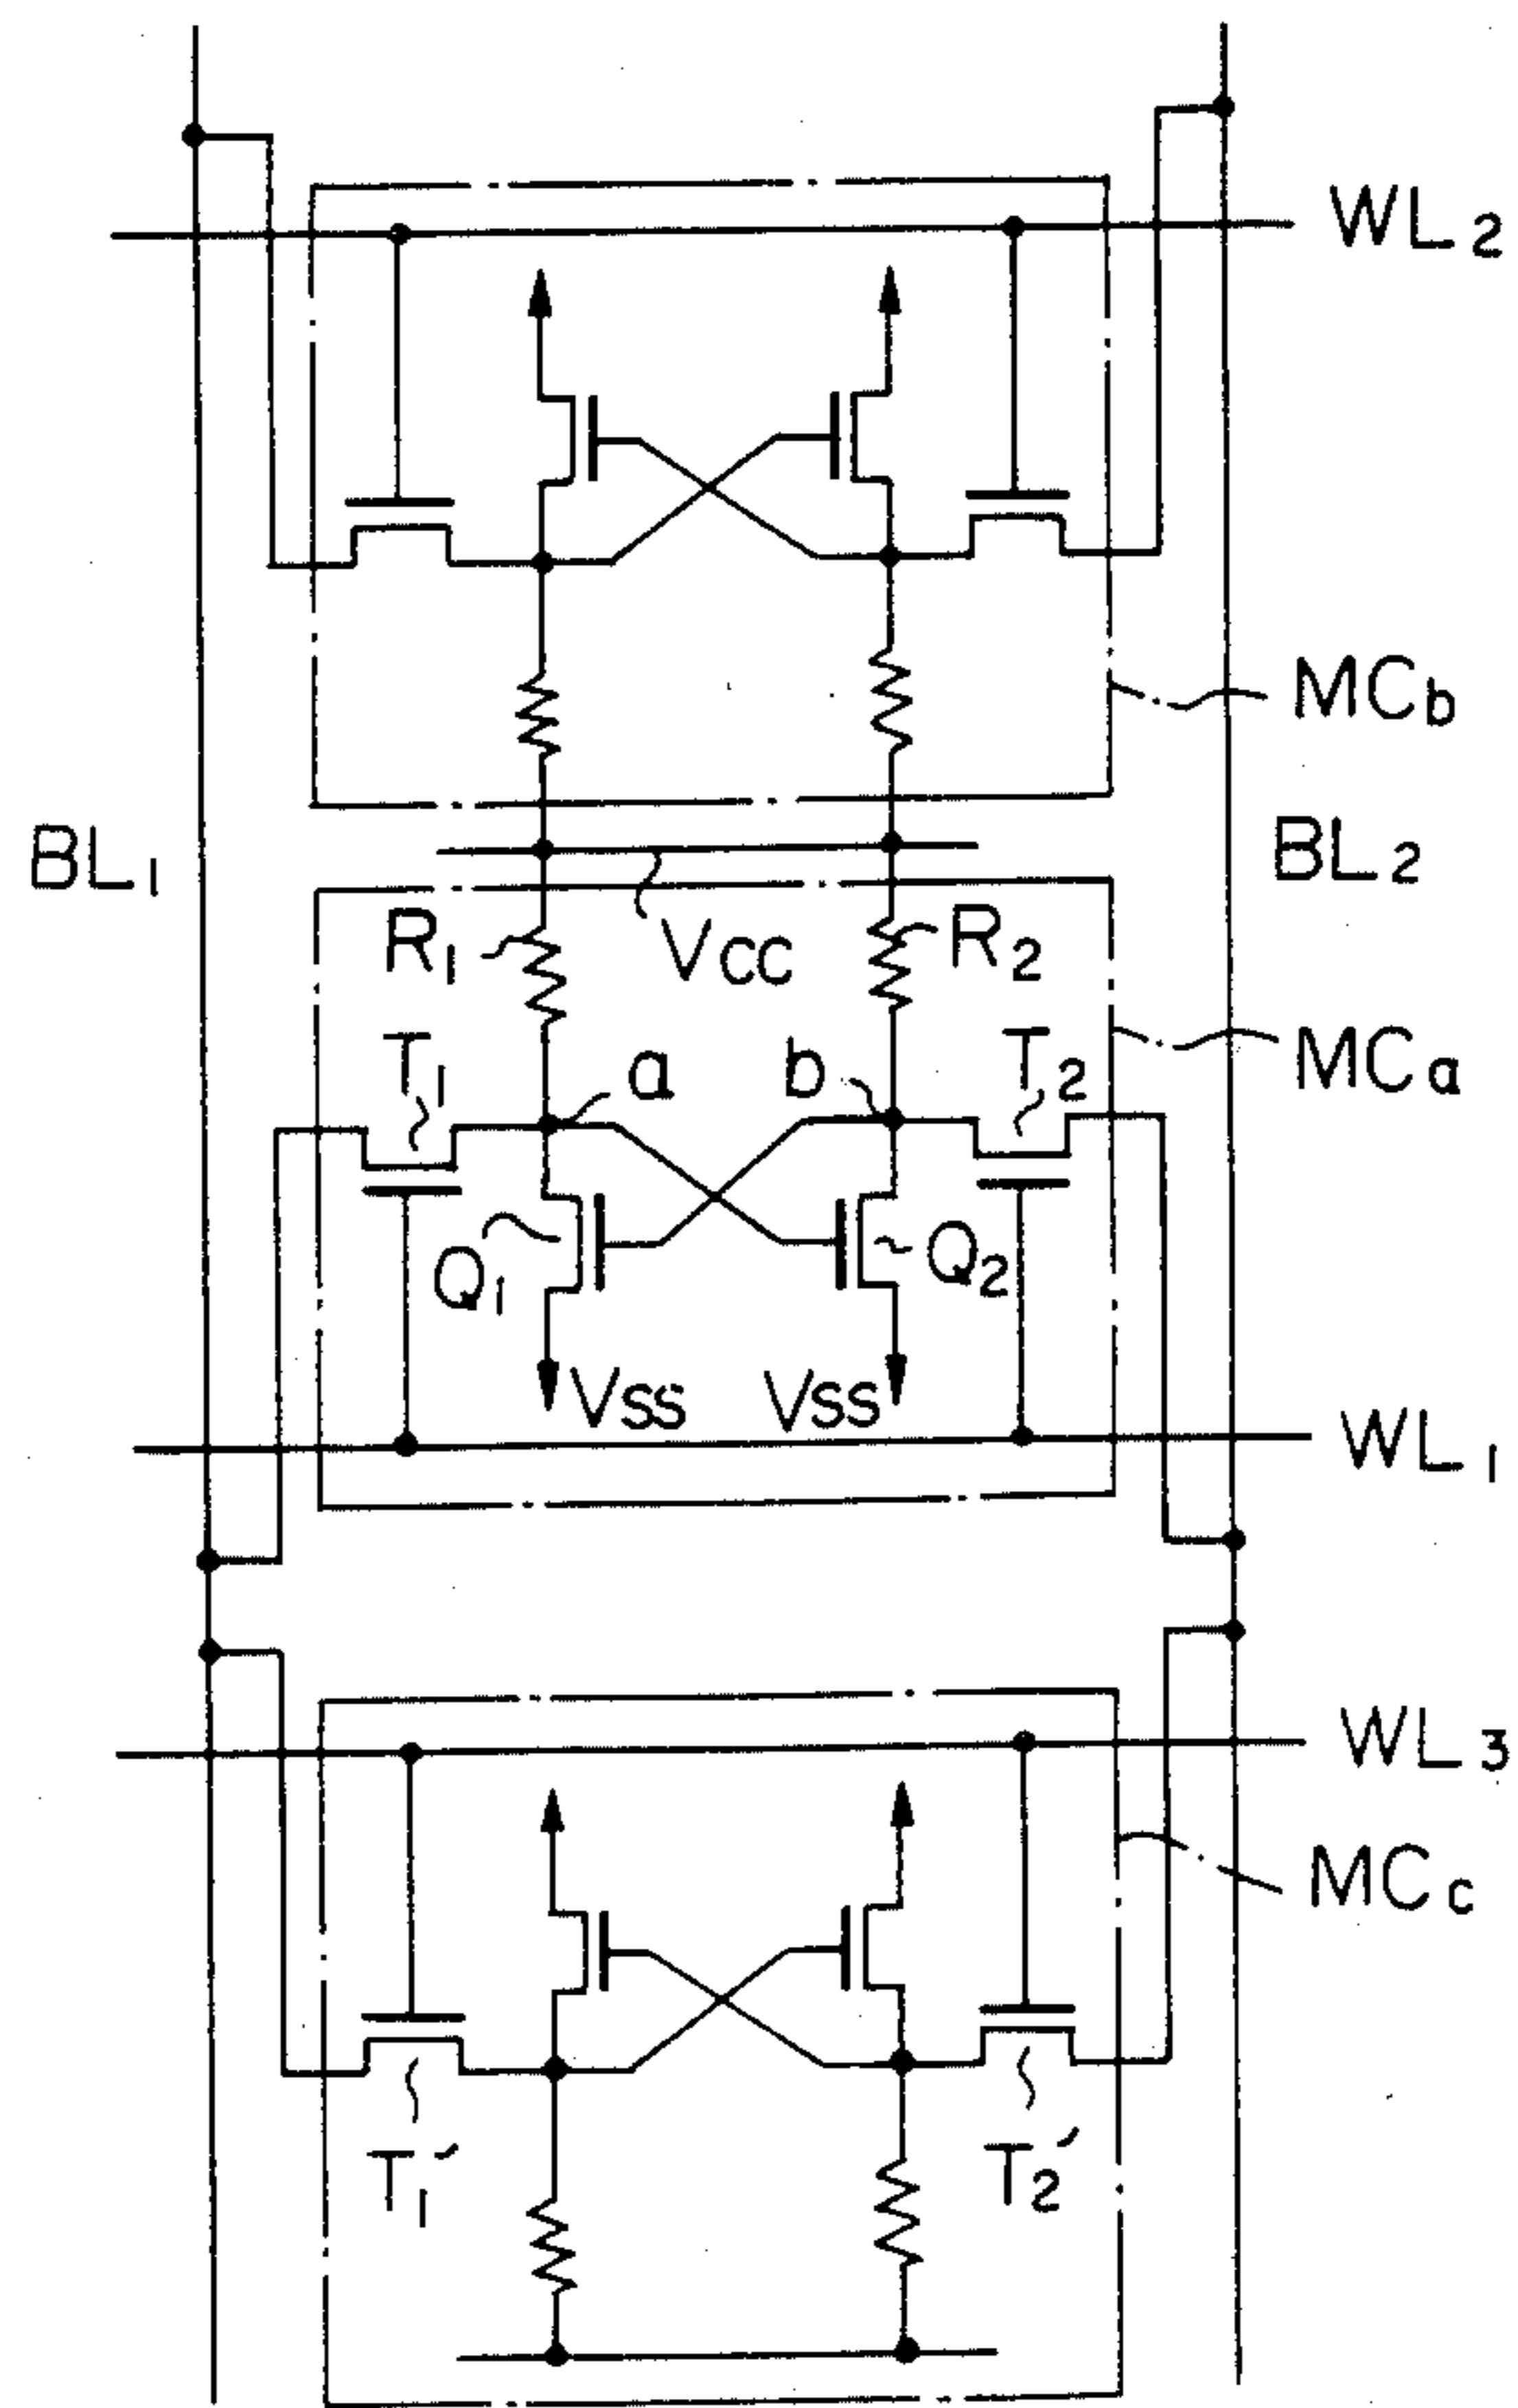 WL2
MCb
BL1
BL2
R1
VCC
R2
T1
a
b
T2
MCa
Q1
Q2
VSS
VSS
WL1
WL3
MCc
T1'
T2'